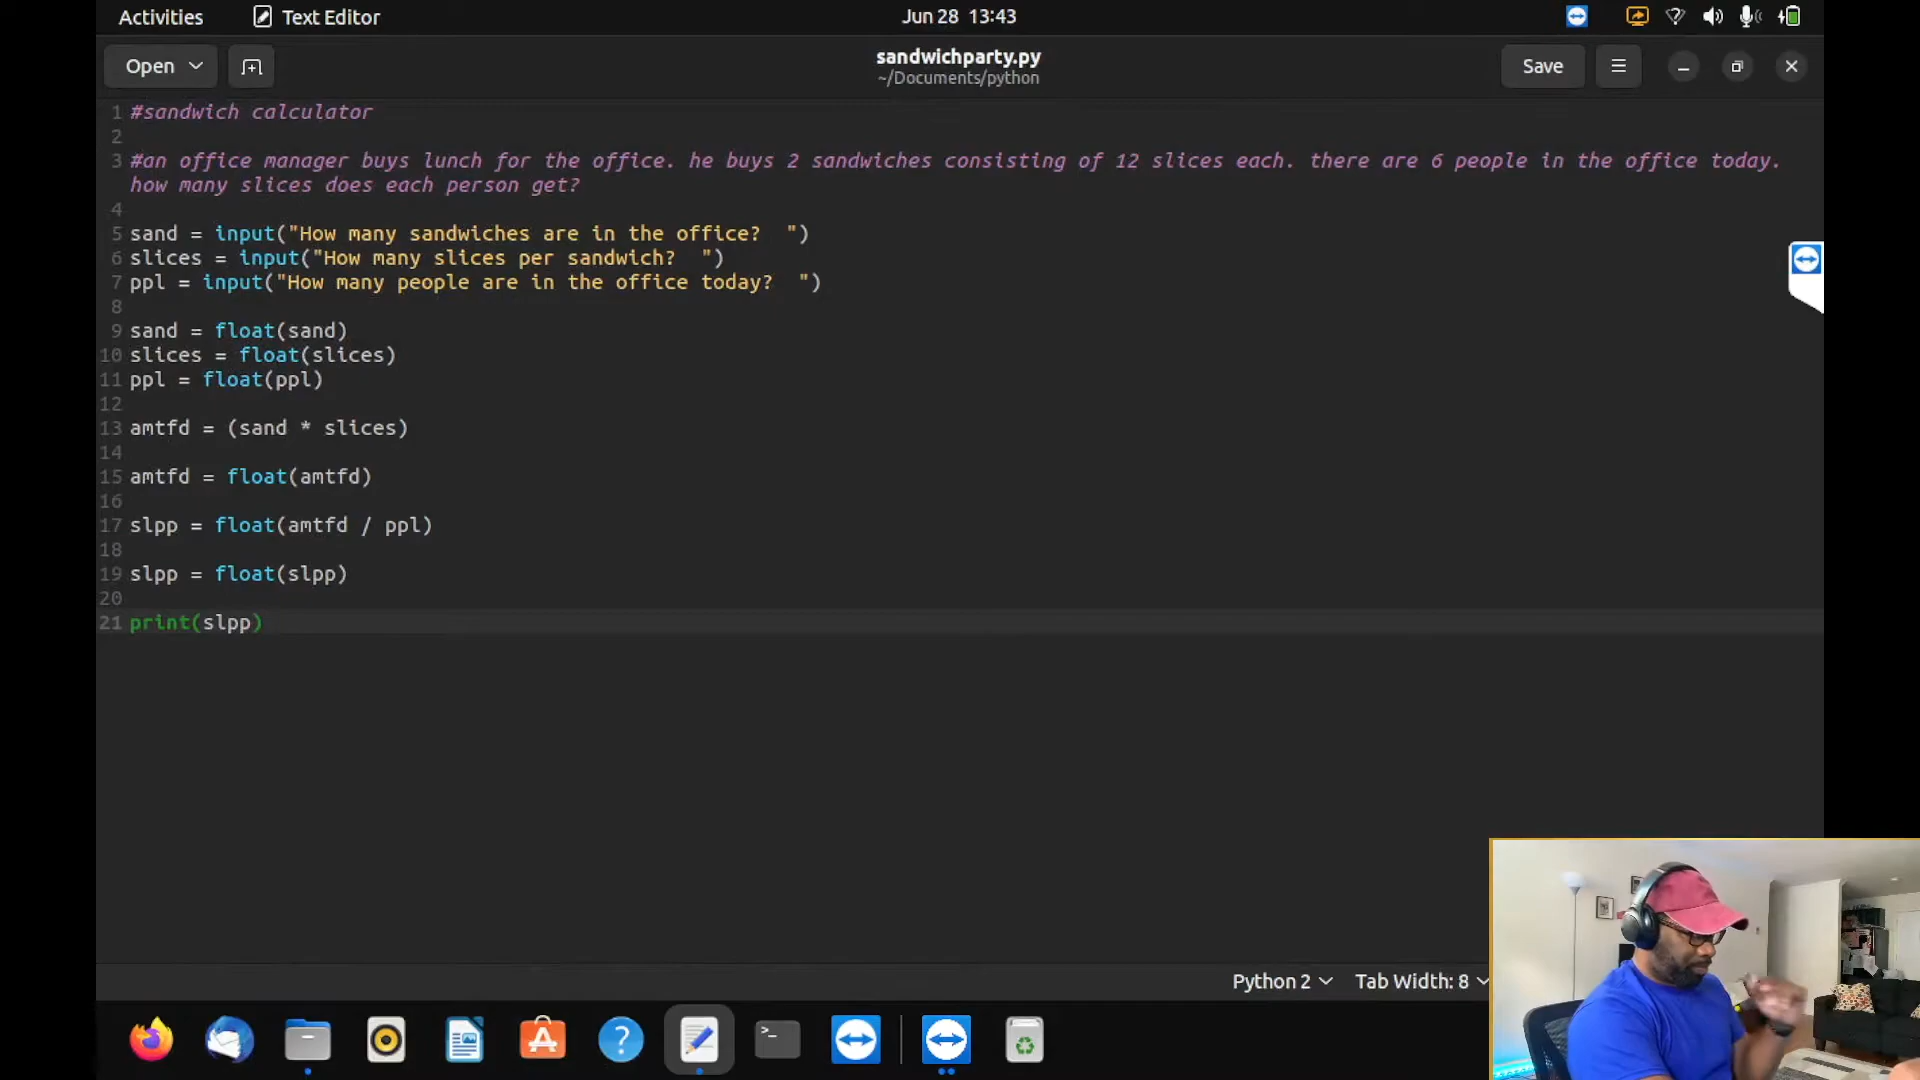 Activities Text Editor Jun 28 13:43
Open sandwichparty.py Save
~/Documents/python
1 #sandwich calculator
2
3 #an office manager buys lunch for the office. he buys 2 sandwiches consisting of 12 slices each. there are 6 people in the office today.
how many slices does each person get?
4
5 sand = input("How many sandwiches are in the office?  ")
6 slices = input("How many slices per sandwich?  ")
7 ppl = input("How many people are in the office today?  ")
8
9 sand = float(sand)
10 slices = float(slices)
11 ppl = float(ppl)
12
13 amtfd = (sand * slices)
14
15 amtfd = float(amtfd)
16
17 slpp = float(amtfd / ppl)
18
19 slpp = float(slpp)
20
21 print(slpp)
Python 2 Tab Width: 8